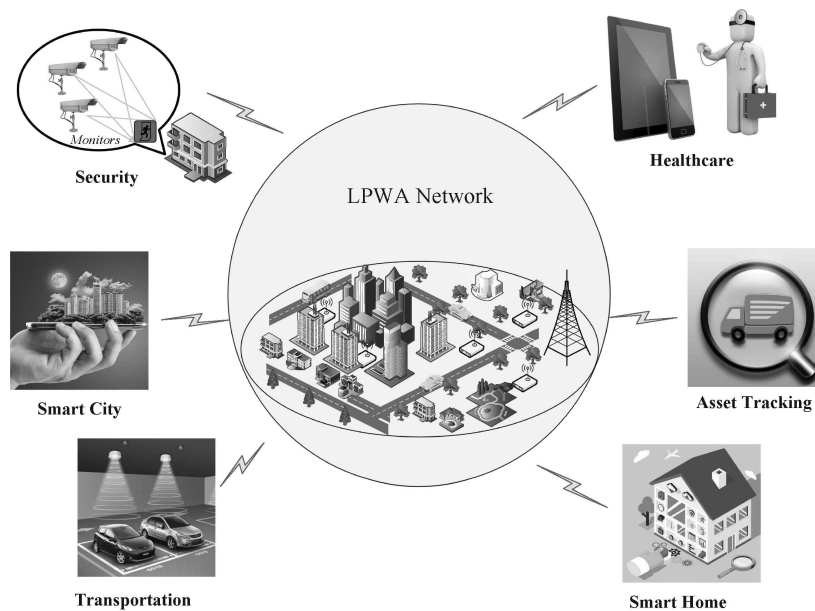 Monitors
Security
Healthcare
LPWA Network
Smart City
Asset Tracking
Transportation
Smart Home